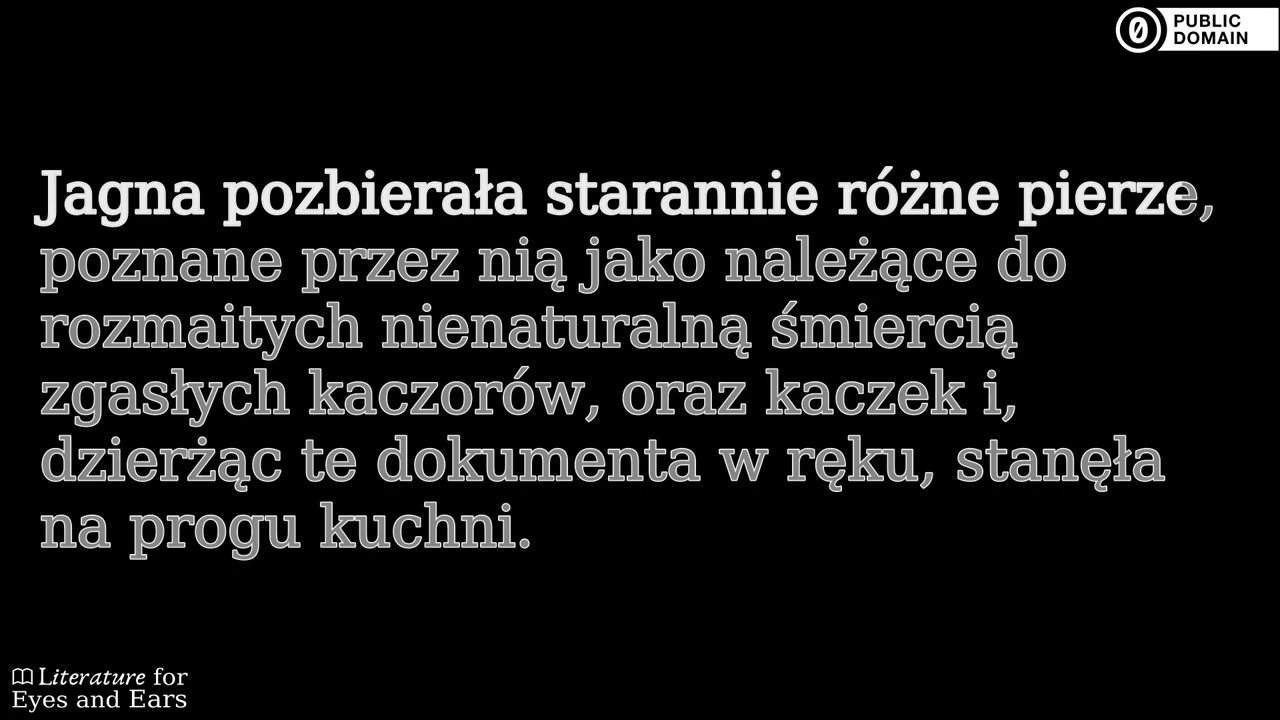 PUBLIC
DOMAIN
Jagna pozbierała starannie różne pierze,
poznane przez nią jako należące do
rozmaitych nienaturalną śmiercią
zgasłych kaczorów, oraz kaczek i,
dzierżąc te dokumenta w ręku, stanęła
na progu kuchni.
Literature for
Eyes and Ears